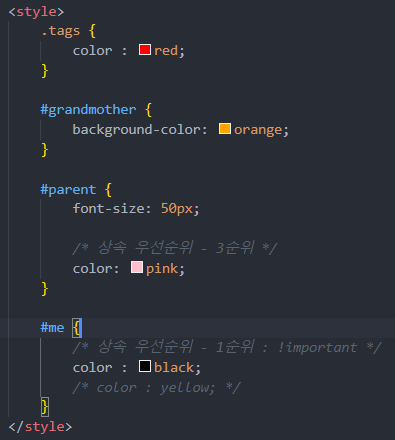 <style>
.tags {
color : red;
}
#grandmother {
background-color: orange;
}
#parent {
font-size: 50px;
/* 상속 우선순위 - 3순위 */
color: pink;
}
#me {
/* 상속 우선순위 - 1순위 : !important */
color : black;
/* color : yellow; */
}
</style>